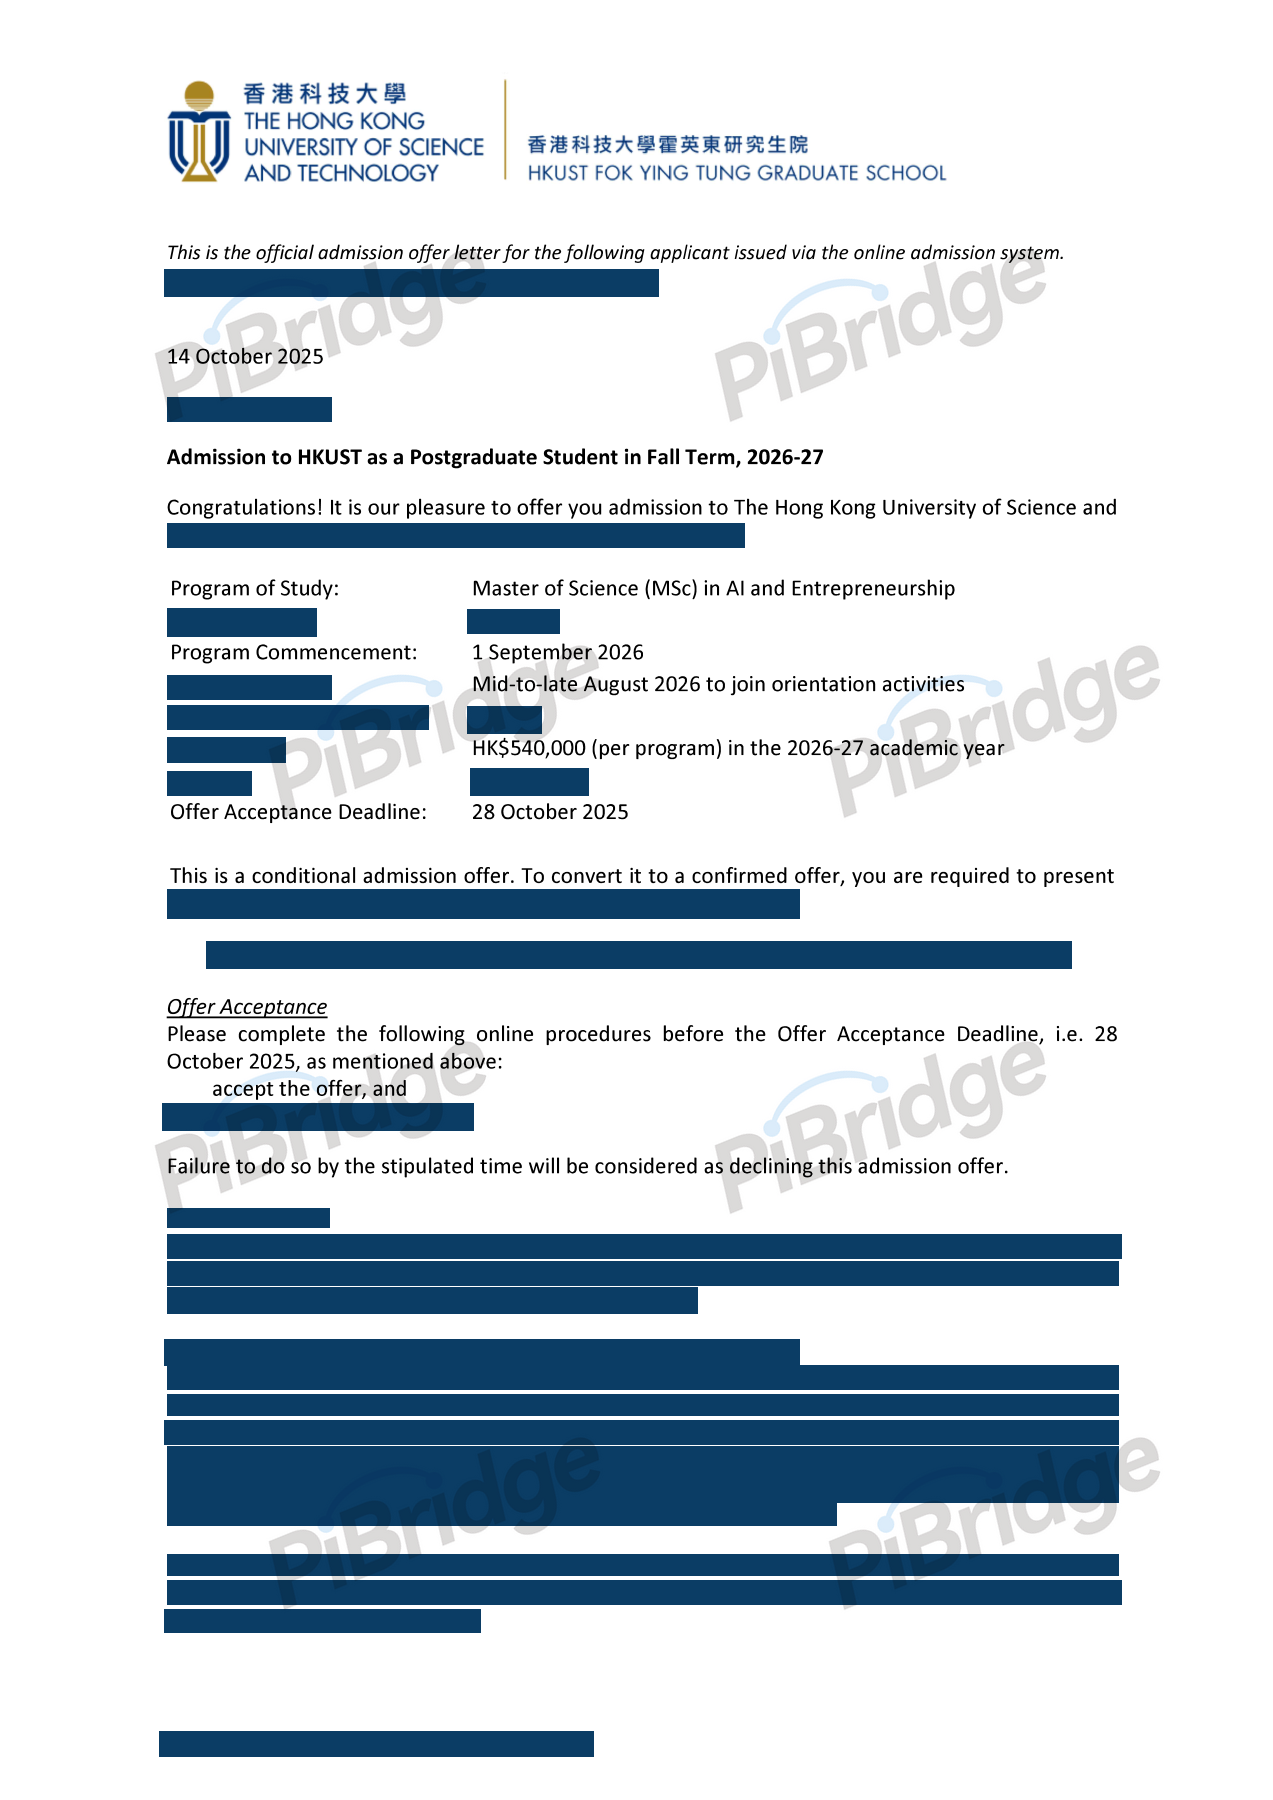 香港科技大學
THE HONG KONG
UNIVERSITY OF SCIENCE
AND TECHNOLOGY
香港科技大學霍英東研究生院
HKUST FOK YING TUNG GRADUATE SCHOOL
This is the official admission offer letter for the following applicant issued via the online admission system.
14 October 2025
Admission to HKUST as a Postgraduate Student in Fall Term, 2026-27
Congratulations! It is our pleasure to offer you admission to The Hong Kong University of Science and
Program of Study: Master of Science (MSc) in AI and Entrepreneurship
Program Commencement: 1 September 2026
Mid-to-late August 2026 to join orientation activities
HK$540,000 (per program) in the 2026-27 academic year
Offer Acceptance Deadline: 28 October 2025
This is a conditional admission offer. To convert it to a confirmed offer, you are required to present
Offer Acceptance
Please complete the following online procedures before the Offer Acceptance Deadline, i.e. 28
October 2025, as mentioned above:
accept the offer, and
Failure to do so by the stipulated time will be considered as declining this admission offer.
PiBridge
PiBridge
PiBridge
PiBridge
PiBridge
PiBridge
PiBridge
PiBridge